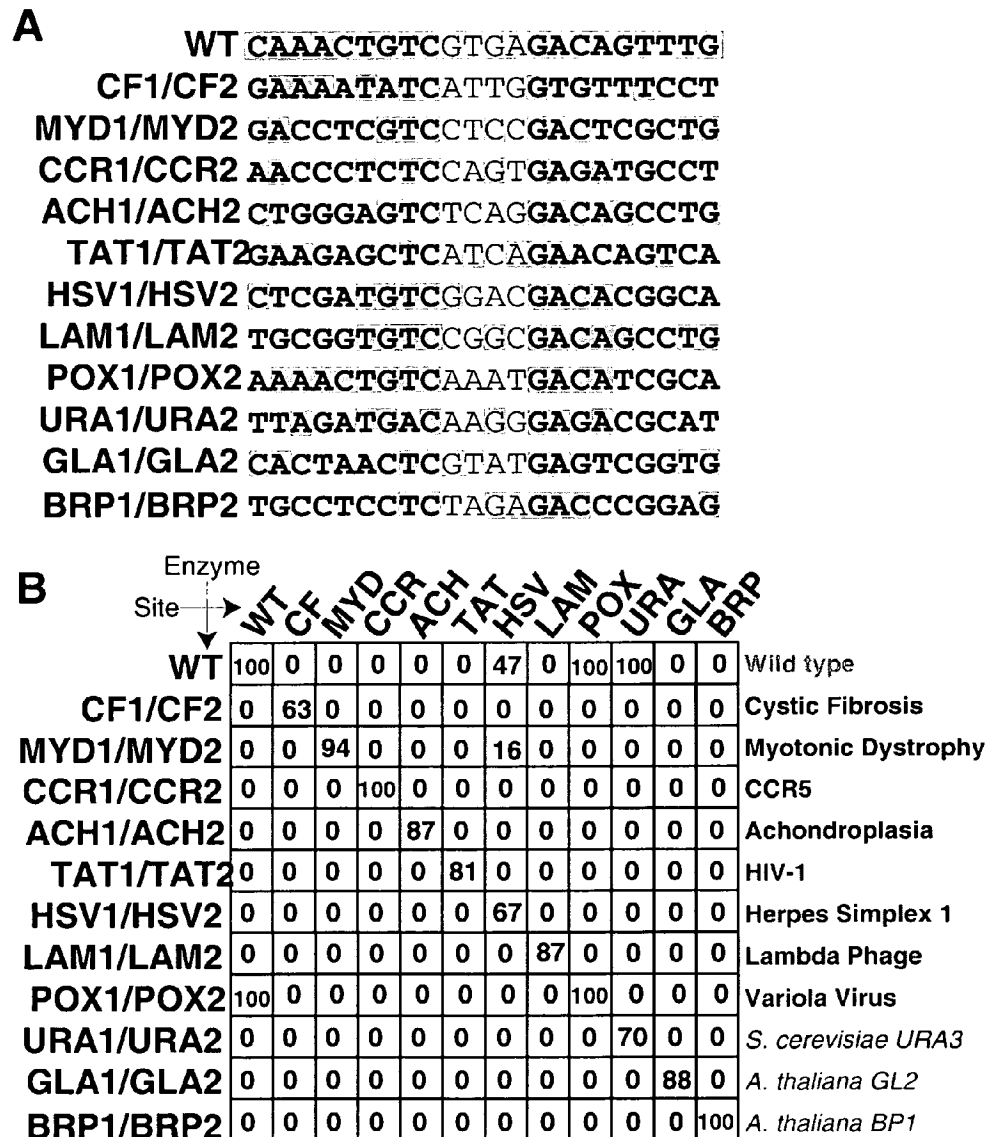 A
WT CAAACTGTCGTGAGACAGTTTG
CF1/CF2 GAAAATATCATTGGTGTTTCCT
MYD1/MYD2 GACCTCGTCCTCCGACTCGCTG
CCR1/CCR2 AACCCTCTCCAGTGAGATGCCT
ACH1/ACH2 CTGGGAGTCTCAGGACAGCCTG
TAT1/TAT2 GAAGAGCTCATCAGAACAGTCA
HSV1/HSV2 CTCGATGTCGGACGACACGGCA
LAM1/LAM2 TGCGGTGTCCGGCGACAGCCTG
POX1/POX2 AAAACTGTCAAATGACATCGCA
URA1/URA2 TTAGATGACAAGGGAGACGCAT
GLA1/GLA2 CACTAACTCGTATGAGTCGGTG
BRP1/BRP2 TGCCTCCTCTAGAGACCCGGAG
B
Enzyme
Site
WT CF MYD CCR ACH TAT HSV LAM POX URA GLA BRP
WT 100 0 0 0 0 0 47 0 100 100 0 0 Wild type
CF1/CF2 0 63 0 0 0 0 0 0 0 0 0 0 Cystic Fibrosis
MYD1/MYD2 0 0 94 0 0 0 16 0 0 0 0 0 Myotonic Dystrophy
CCR1/CCR2 0 0 0 100 0 0 0 0 0 0 0 0 CCR5
ACH1/ACH2 0 0 0 0 87 0 0 0 0 0 0 0 Achondroplasia
TAT1/TAT2 0 0 0 0 0 81 0 0 0 0 0 0 HIV-1
HSV1/HSV2 0 0 0 0 0 0 67 0 0 0 0 0 Herpes Simplex 1
LAM1/LAM2 0 0 0 0 0 0 0 87 0 0 0 0 Lambda Phage
POX1/POX2 100 0 0 0 0 0 0 0 100 0 0 0 Variola Virus
URA1/URA2 0 0 0 0 0 0 0 0 0 70 0 0 S. cerevisiae URA3
GLA1/GLA2 0 0 0 0 0 0 0 0 0 0 88 0 A. thaliana GL2
BRP1/BRP2 0 0 0 0 0 0 0 0 0 0 0 100 A. thaliana BP1